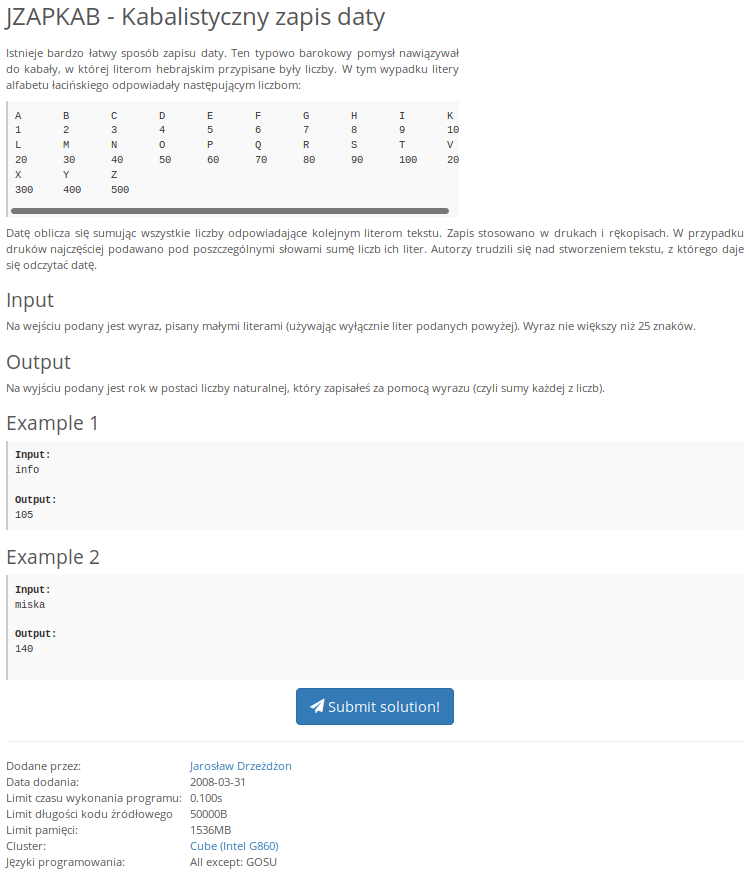 JZAPKAB - Kabalistyczny zapis daty
Istnieje bardzo łatwy sposób zapisu daty. Ten typowo barokowy pomysł nawiązywał
do kabały, w której literom hebrajskim przypisane były liczby. W tym wypadku litery
alfabetu łacińskiego odpowiadały następującym liczbom:
A B C D E F G H I K
1 2 3 4 5 6 7 8 9 10
L M N O P Q R S T V
20 30 40 50 60 70 80 90 100 20
X Y Z
300 400 500
Datę oblicza się sumując wszystkie liczby odpowiadające kolejnym literom tekstu. Zapis stosowano w drukach i rękopisach. W przypadku
druków najczęściej podawano pod poszczególnymi słowami sumę liczb ich liter. Autorzy trudzili się nad stworzeniem tekstu, z którego daje
się odczytać datę.
Input
Na wejściu podany jest wyraz, pisany małymi literami (używając wyłącznie liter podanych powyżej). Wyraz nie większy niż 25 znaków.
Output
Na wyjściu podany jest rok w postaci liczby naturalnej, który zapisałeś za pomocą wyrazu (czyli sumy każdej z liczb).
Example 1
Input:
info
Output:
105
Example 2
Input:
miska
Output:
140
Submit solution!
Dodane przez: Jarosław Drzeżdżon
Data dodania: 2008-03-31
Limit czasu wykonania programu: 0.100s
Limit długości kodu źródłowego 50000B
Limit pamięci: 1536MB
Cluster: Cube (Intel G860)
Języki programowania: All except: GOSU